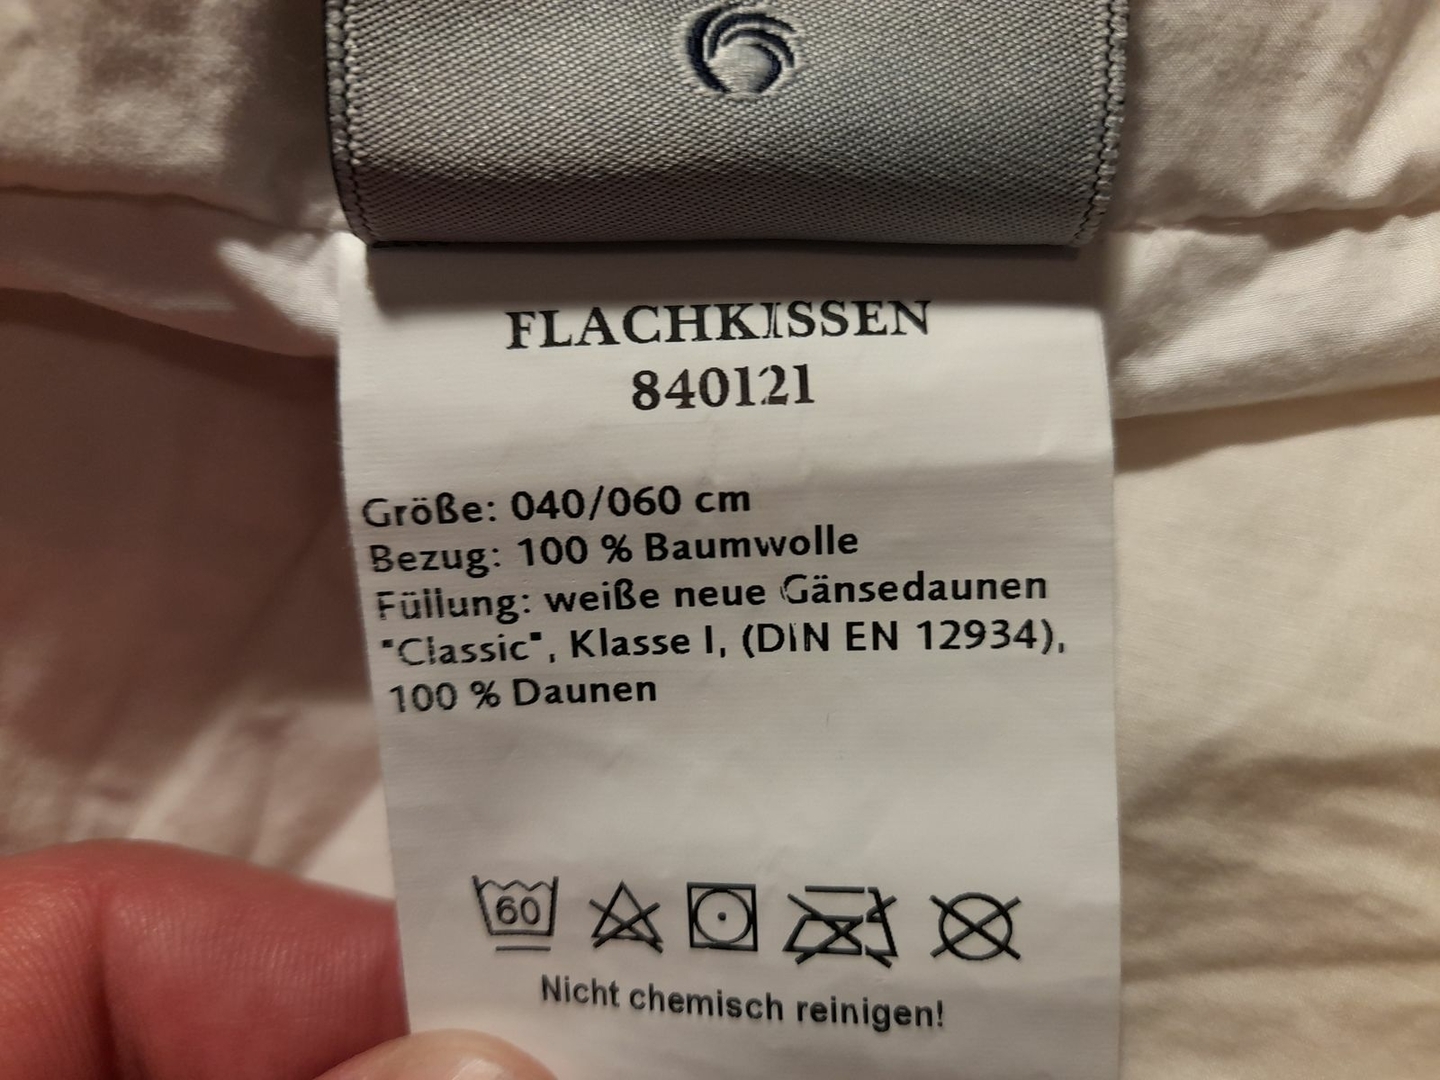 FLACHKISSEN
840121
Größe: 040/060 cm
Bezug: 100 % Baumwolle
Füllung: weiße neue Gänsedaunen
"Classic", Klasse I, (DIN EN 12934),
100 % Daunen
60
Nicht chemisch reinigen!